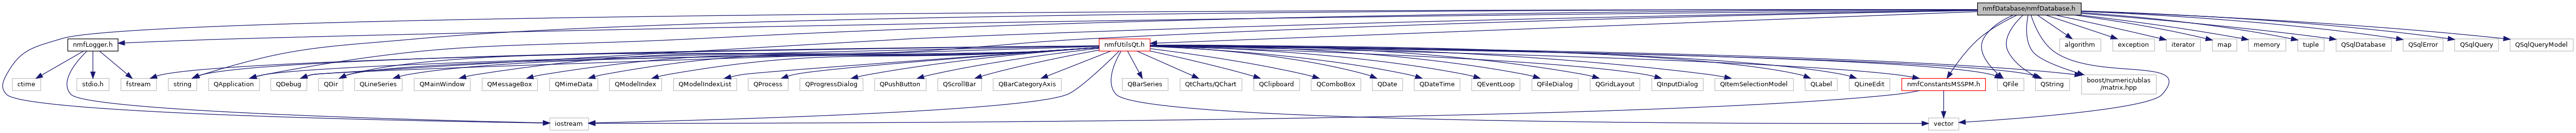 nmfDatabase/nmfDatabase.h
nmfLogger.h
nmfUtilsQt.h
algorithm
exception
iterator
map
memory
tuple
QSqlDatabase
QSqlError
QSqlQuery
QSqlQueryModel
ctime
stdio.h
fstream
string
QApplication
QDebug
QDir
QLineSeries
QMainWindow
QMessageBox
QMimeData
QModelIndex
QModelIndexList
QProcess
QProgressDialog
QPushButton
QScrollBar
QBarCategoryAxis
QBarSeries
QtCharts/QChart
QClipboard
QComboBox
QDate
QDateTime
QEventLoop
QFileDialog
QGridLayout
QInputDialog
QItemSelectionModel
QLabel
QLineEdit
nmfConstantsMSSPM.h
QFile
QString
boost/numeric/ublas
/matrix.hpp
iostream
vector